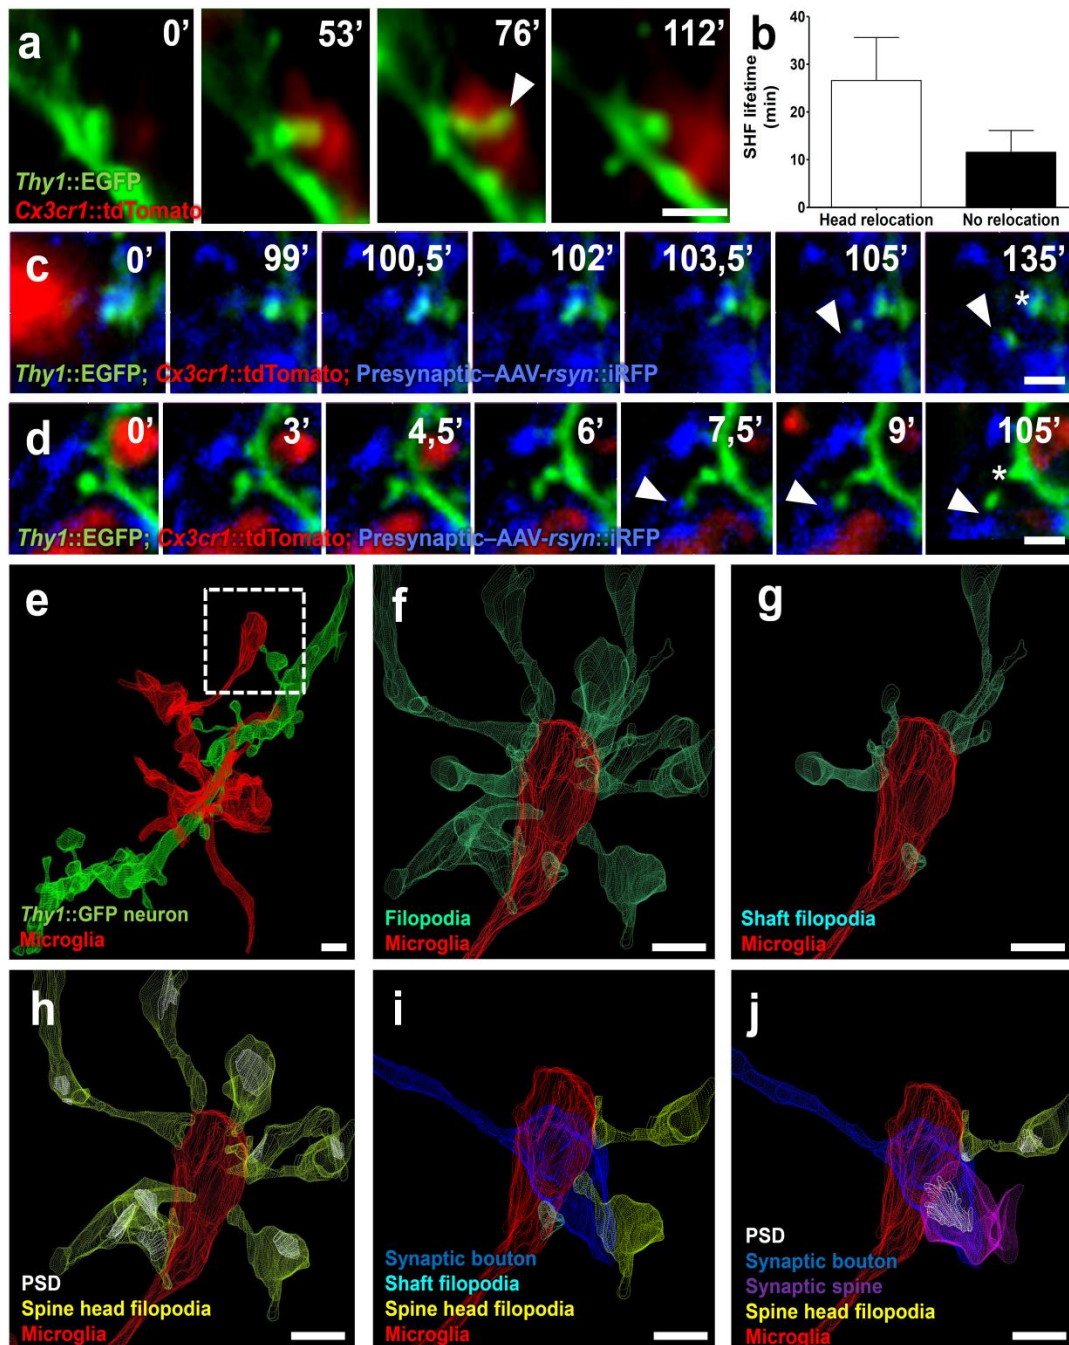 a
0’
53’
76’
112’
Thy1::EGFP
Cx3cr1::tdTomato
b
SHF lifetime
(min)
40
30
20
10
0
Head relocation
No relocation
c
0’
99’
100,5’
102’
103,5’
105’
135’
*
Thy1::EGFP; Cx3cr1::tdTomato; Presynaptic–AAV-rsyn::iRFP
d
0’
3’
4,5’
6’
7,5’
9’
105’
*
Thy1::EGFP; Cx3cr1::tdTomato; Presynaptic–AAV-rsyn::iRFP
e
Thy1::GFP neuron
Microglia
f
Filopodia
Microglia
g
Shaft filopodia
Microglia
h
PSD
Spine head filopodia
Microglia
i
Synaptic bouton
Shaft filopodia
Spine head filopodia
Microglia
j
PSD
Synaptic bouton
Synaptic spine
Spine head filopodia
Microglia